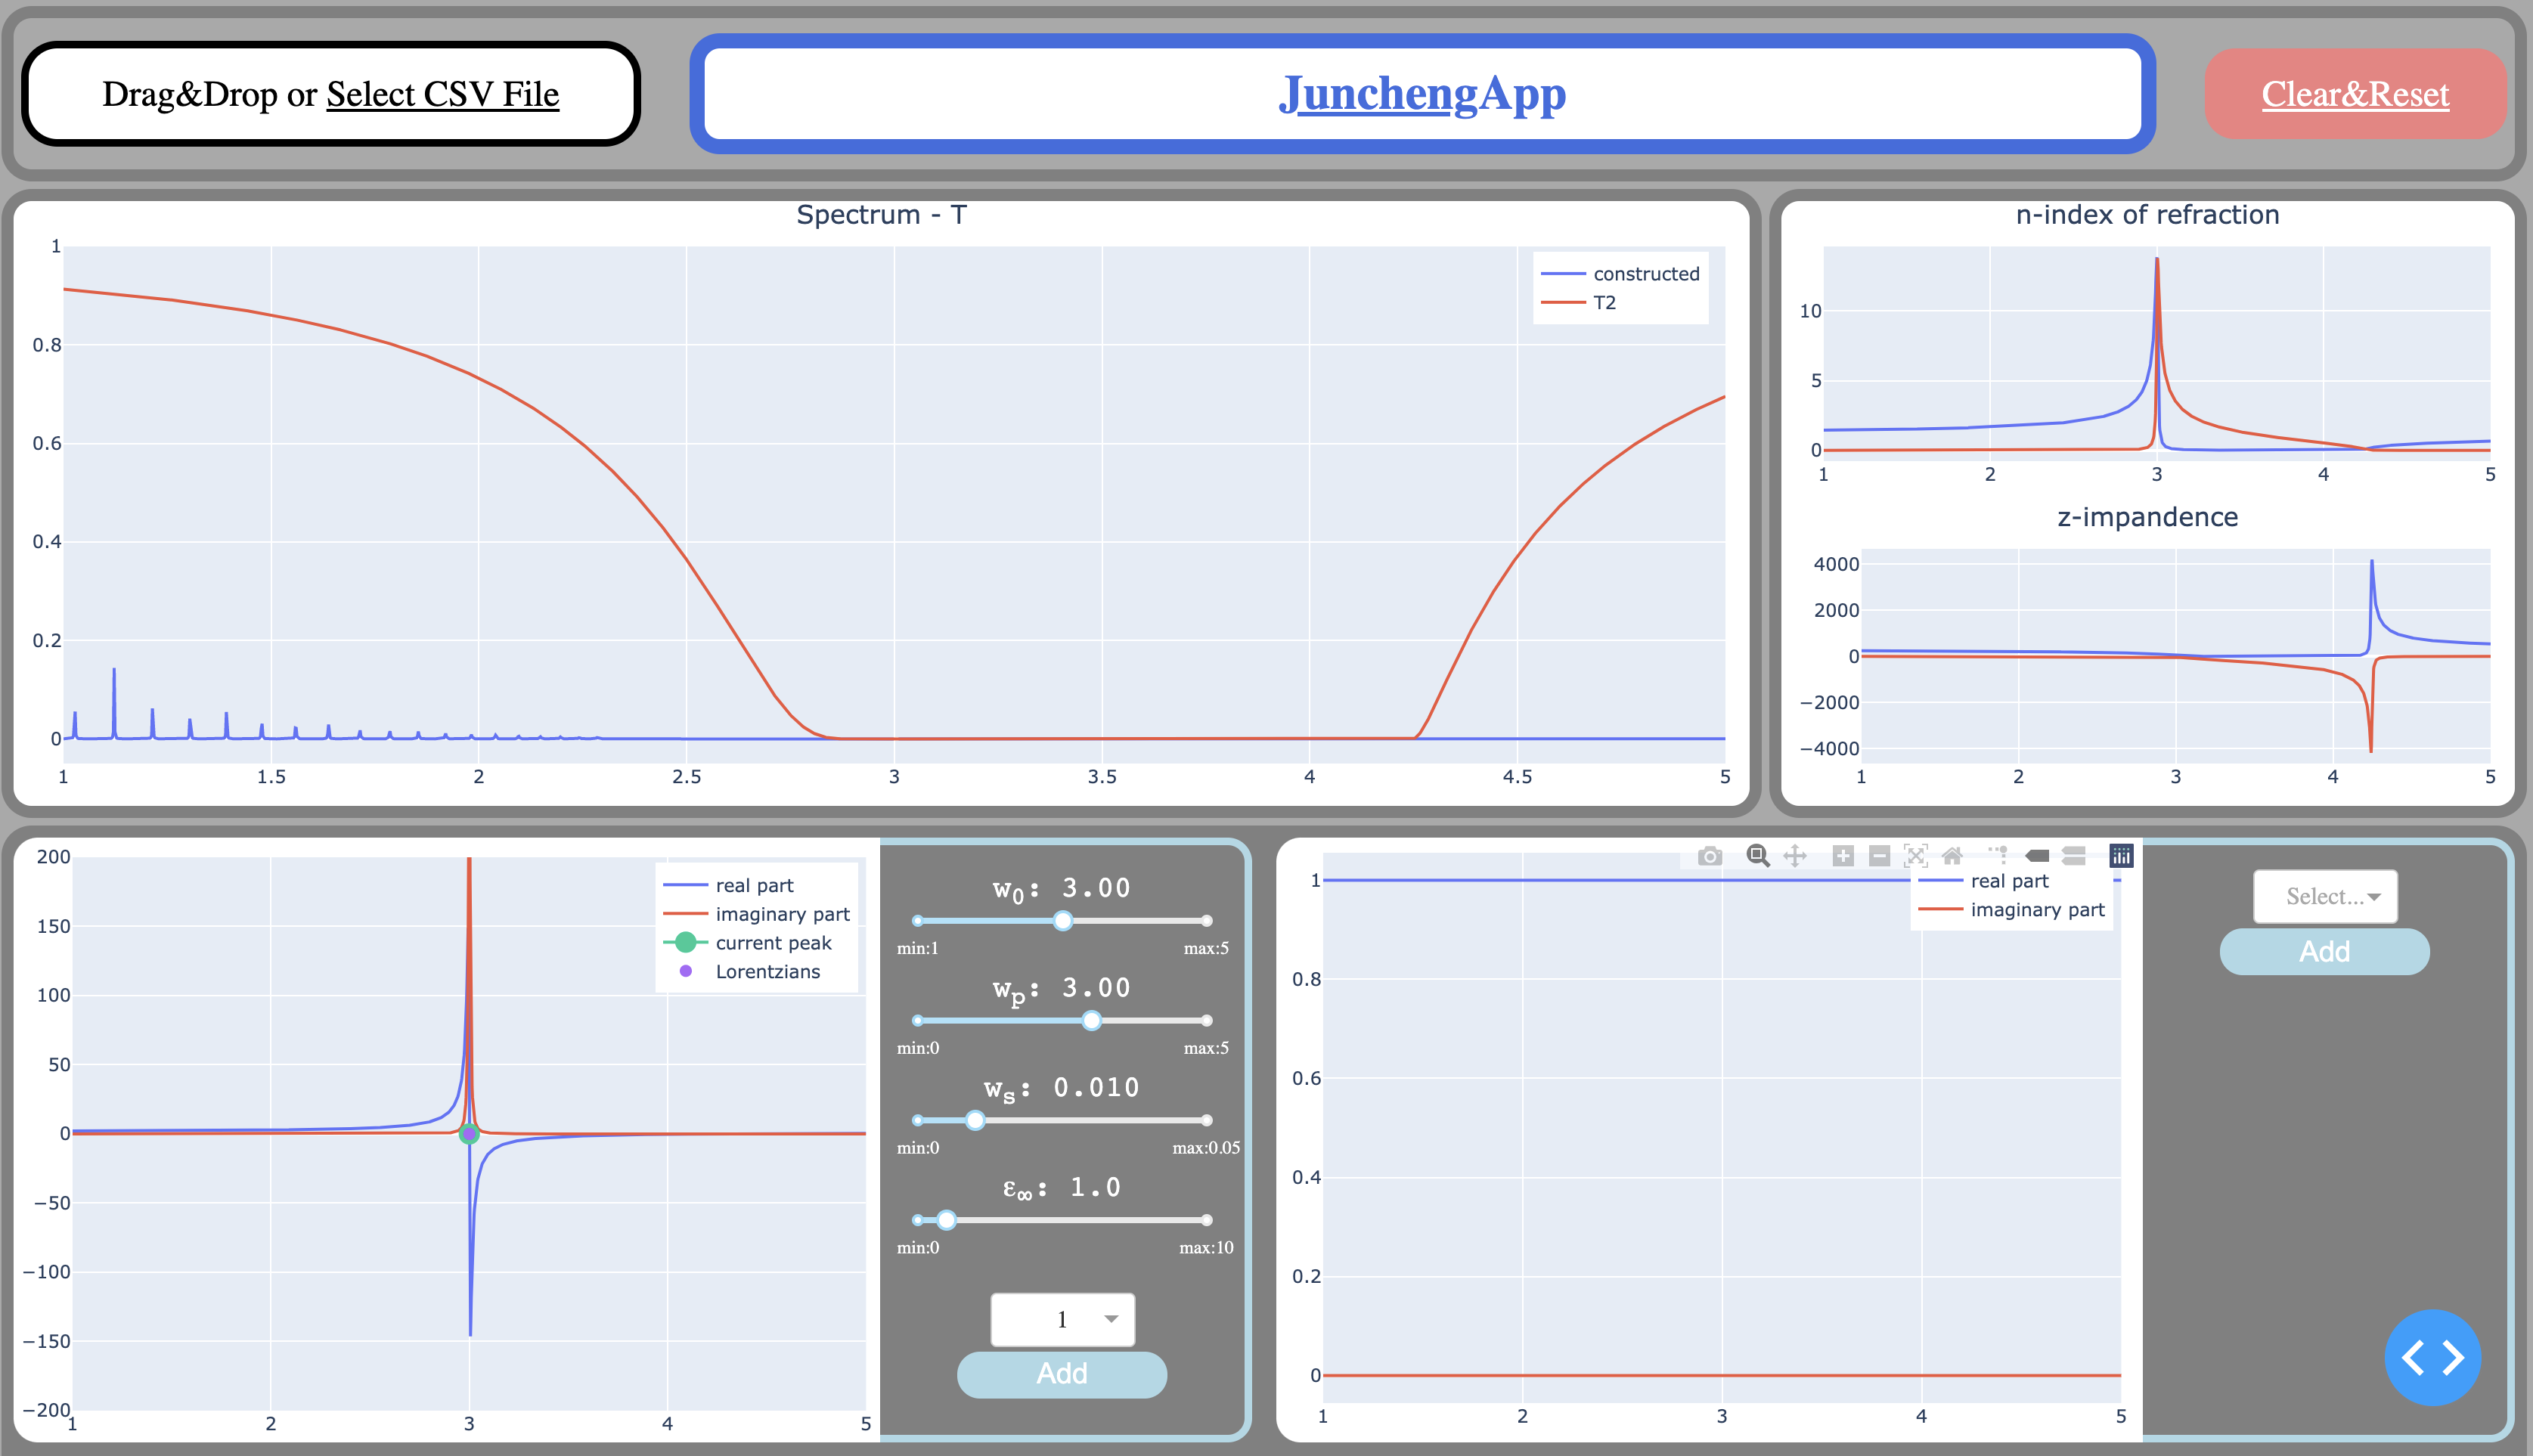 Drag&Drop or Select CSV File
JunchengApp
Clear&Reset
Spectrum - T
1
0.8
0.6
0.4
0.2
0
1 1.5 2 2.5 3 3.5 4 4.5 5
constructed
T2
n-index of refraction
10
5
0
1 2 3 4 5
z-impandence
4000
2000
0
−2000
−4000
1 2 3 4 5
200
150
100
50
0
−50
−100
−150
−200
1 2 3 4 5
real part
imaginary part
current peak
Lorentzians
w0: 3.00
min:1 max:5
wp: 3.00
min:0 max:5
ws: 0.010
min:0 max:0.05
ε∞: 1.0
min:0 max:10
1
Add
1
0.8
0.6
0.4
0.2
0
1 2 3 4 5
real part
imaginary part
Select...
Add